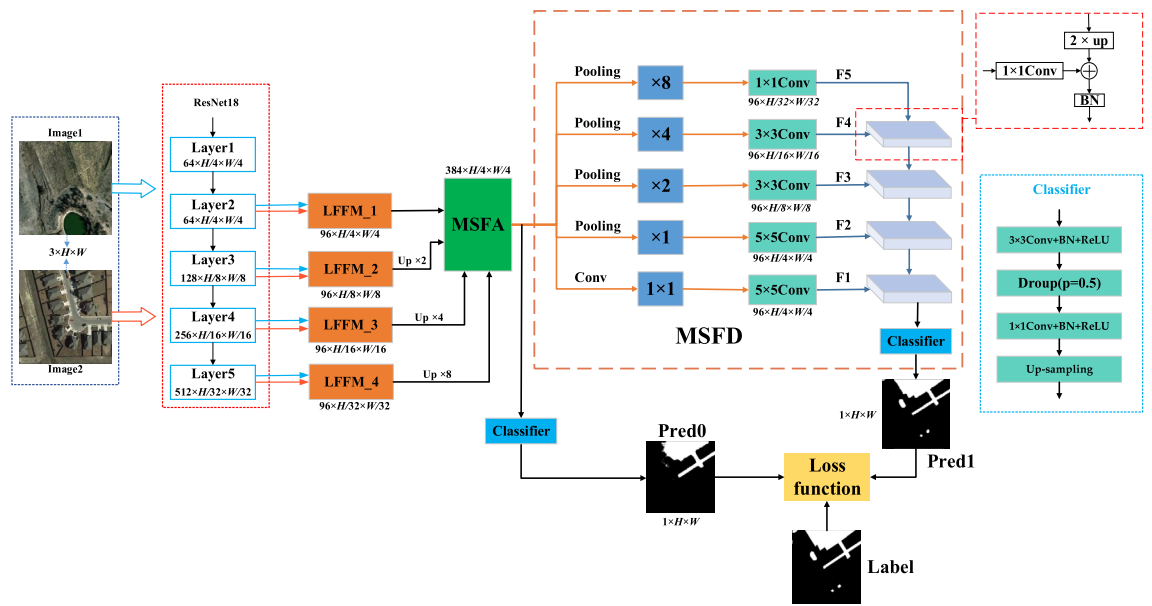 Image1
3×H×W
Image2
ResNet18
Layer1
64×H/4×W/4
Layer2
64×H/4×W/4
Layer3
128×H/8×W/8
Layer4
256×H/16×W/16
Layer5
512×H/32×W/32
LFFM_1
96×H/4×W/4
LFFM_2
96×H/8×W/8
LFFM_3
96×H/16×W/16
LFFM_4
96×H/32×W/32
Up ×2
Up ×4
Up ×8
384×H/4×W/4
MSFA
Classifier
Pooling
×8
1×1Conv
F5
96×H/32×W/32
Pooling
×4
3×3Conv
F4
96×H/16×W/16
Pooling
×2
3×3Conv
F3
96×H/8×W/8
Pooling
×1
5×5Conv
F2
96×H/4×W/4
Conv
1×1
5×5Conv
F1
96×H/4×W/4
MSFD
Classifier
1×H×W
Pred1
Pred0
1×H×W
Loss
function
Label
2 × up
1×1Conv
BN
Classifier
3×3Conv+BN+ReLU
Droup(p=0.5)
1×1Conv+BN+ReLU
Up-sampling